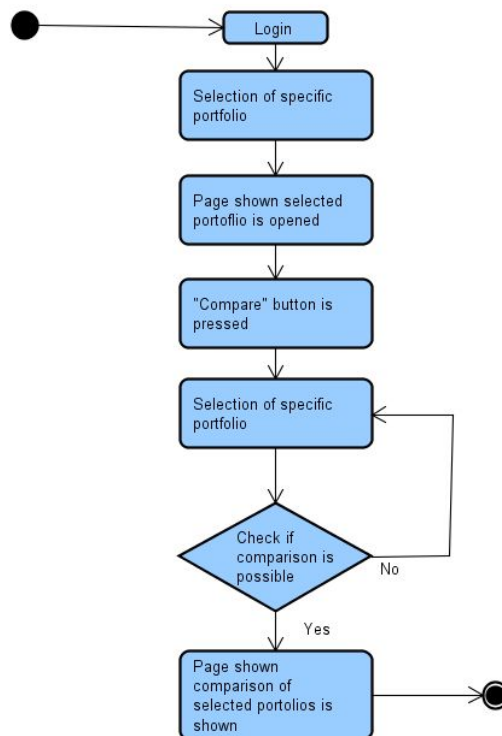 Login
Selection of specific
portfolio
Page shown selected
portoflio is opened
"Compare" button is
pressed
Selection of specific
portfolio
Check if
comparison is
possible
No
Yes
Page shown
comparison of
selected portolios is
shown